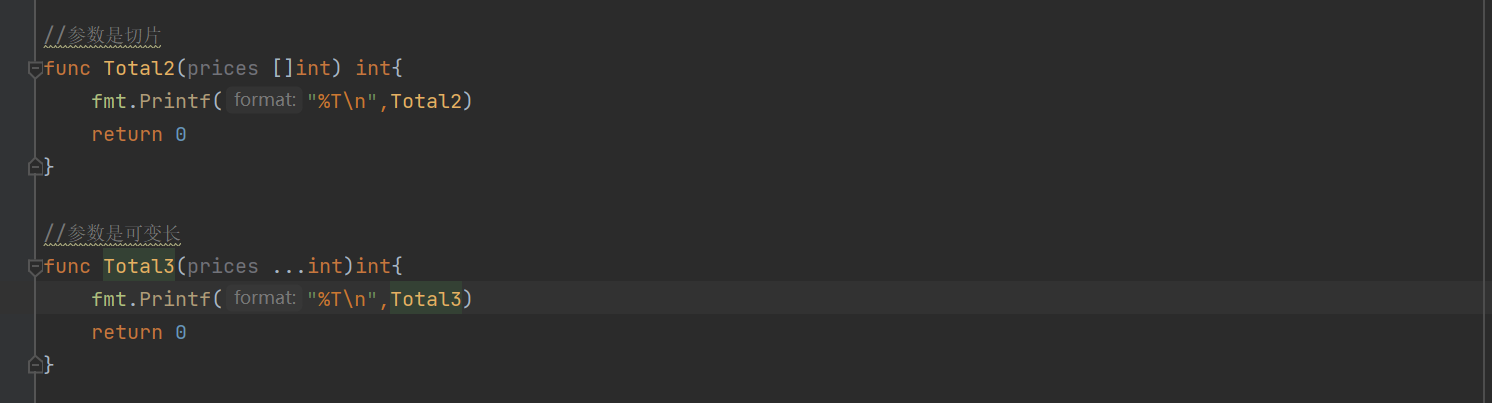 //参数是切片
func Total2(prices []int) int{
    fmt.Printf( format: "%T\n",Total2)
    return 0
}
//参数是可变长
func Total3(prices ...int)int{
    fmt.Printf( format: "%T\n",Total3)
    return 0
}